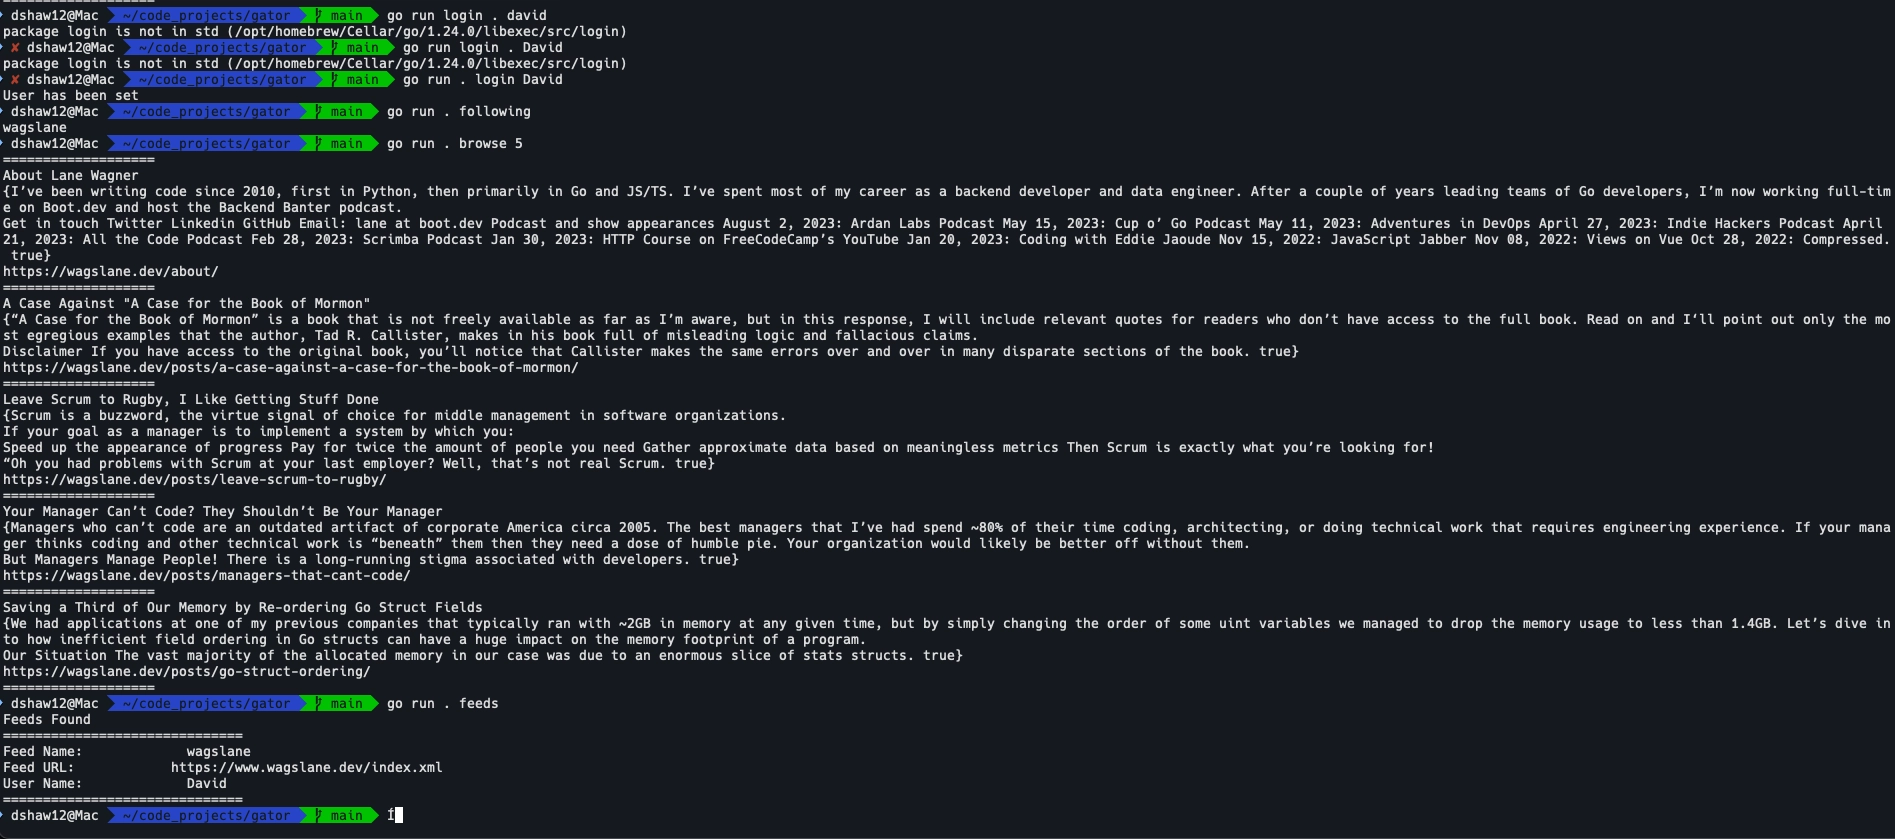 dshaw12@Mac ~/code_projects/gator main go run login . david
package login is not in std (/opt/homebrew/Cellar/go/1.24.0/libexec/src/login)
✘ dshaw12@Mac ~/code_projects/gator main go run login . David
package login is not in std (/opt/homebrew/Cellar/go/1.24.0/libexec/src/login)
✘ dshaw12@Mac ~/code_projects/gator main go run . login David
User has been set
dshaw12@Mac ~/code_projects/gator main go run . following
wagslane
dshaw12@Mac ~/code_projects/gator main go run . browse 5
===================
About Lane Wagner
{I’ve been writing code since 2010, first in Python, then primarily in Go and JS/TS. I’ve spent most of my career as a backend developer and data engineer. After a couple of years leading teams of Go developers, I’m now working full-tim
e on Boot.dev and host the Backend Banter podcast.
Get in touch Twitter Linkedin GitHub Email: lane at boot.dev Podcast and show appearances August 2, 2023: Ardan Labs Podcast May 15, 2023: Cup o’ Go Podcast May 11, 2023: Adventures in DevOps April 27, 2023: Indie Hackers Podcast April
21, 2023: All the Code Podcast Feb 28, 2023: Scrimba Podcast Jan 30, 2023: HTTP Course on FreeCodeCamp’s YouTube Jan 20, 2023: Coding with Eddie Jaoude Nov 15, 2022: JavaScript Jabber Nov 08, 2022: Views on Vue Oct 28, 2022: Compressed.
true}
https://wagslane.dev/about/
===================
A Case Against "A Case for the Book of Mormon"
{“A Case for the Book of Mormon” is a book that is not freely available as far as I’m aware, but in this response, I will include relevant quotes for readers who don’t have access to the full book. Read on and I’ll point out only the mo
st egregious examples that the author, Tad R. Callister, makes in his book full of misleading logic and fallacious claims.
Disclaimer If you have access to the original book, you’ll notice that Callister makes the same errors over and over in many disparate sections of the book. true}
https://wagslane.dev/posts/a-case-against-a-case-for-the-book-of-mormon/
===================
Leave Scrum to Rugby, I Like Getting Stuff Done
{Scrum is a buzzword, the virtue signal of choice for middle management in software organizations.
If your goal as a manager is to implement a system by which you:
Speed up the appearance of progress Pay for twice the amount of people you need Gather approximate data based on meaningless metrics Then Scrum is exactly what you’re looking for!
“Oh you had problems with Scrum at your last employer? Well, that’s not real Scrum. true}
https://wagslane.dev/posts/leave-scrum-to-rugby/
===================
Your Manager Can’t Code? They Shouldn’t Be Your Manager
{Managers who can’t code are an outdated artifact of corporate America circa 2005. The best managers that I’ve had spend ~80% of their time coding, architecting, or doing technical work that requires engineering experience. If your mana
ger thinks coding and other technical work is “beneath” them then they need a dose of humble pie. Your organization would likely be better off without them.
But Managers Manage People! There is a long-running stigma associated with developers. true}
https://wagslane.dev/posts/managers-that-cant-code/
===================
Saving a Third of Our Memory by Re-ordering Go Struct Fields
{We had applications at one of my previous companies that typically ran with ~2GB in memory at any given time, but by simply changing the order of some uint variables we managed to drop the memory usage to less than 1.4GB. Let’s dive in
to how inefficient field ordering in Go structs can have a huge impact on the memory footprint of a program.
Our Situation The vast majority of the allocated memory in our case was due to an enormous slice of stats structs. true}
https://wagslane.dev/posts/go-struct-ordering/
===================
dshaw12@Mac ~/code_projects/gator main go run . feeds
Feeds Found
==============================
Feed Name: wagslane
Feed URL: https://www.wagslane.dev/index.xml
User Name: David
==============================
dshaw12@Mac ~/code_projects/gator main